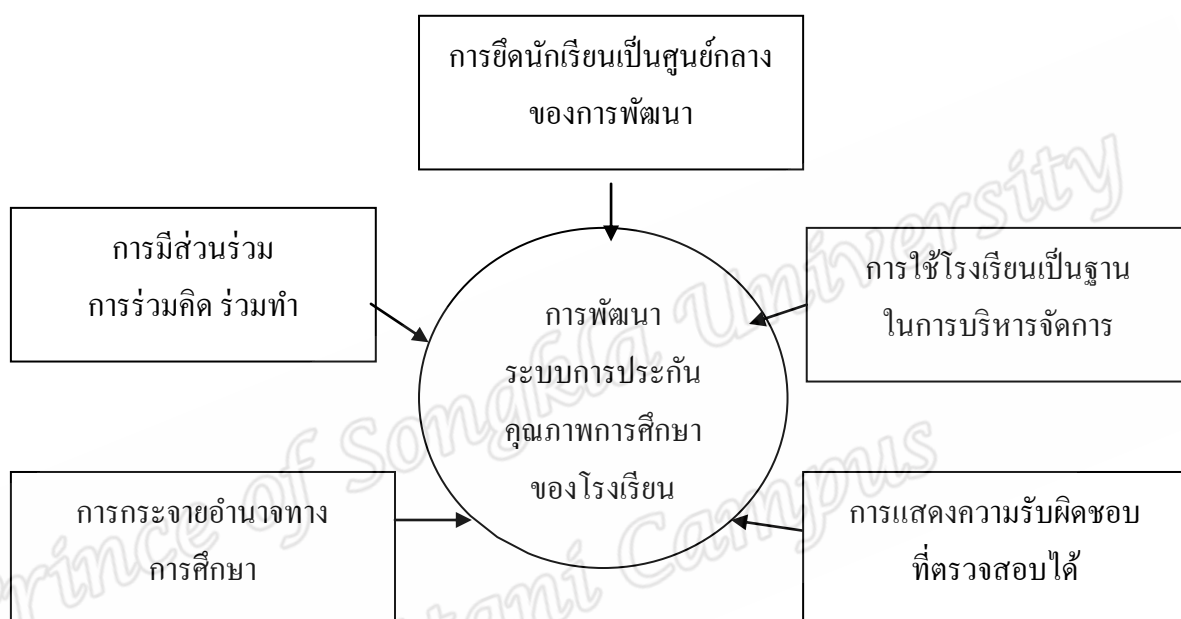 การยึดนักเรียนเป็นศูนย์กลาง
ของการพัฒนา
การมีส่วนร่วม
การร่วมคิด ร่วมทำ
การใช้โรงเรียนเป็นฐาน
ในการบริหารจัดการ
การพัฒนา
ระบบการประกัน
คุณภาพการศึกษา
ของโรงเรียน
การกระจายอำนาจทาง
การศึกษา
การแสดงความรับผิดชอบ
ที่ตรวจสอบได้
Prince of Songkla University
Pattani Campus